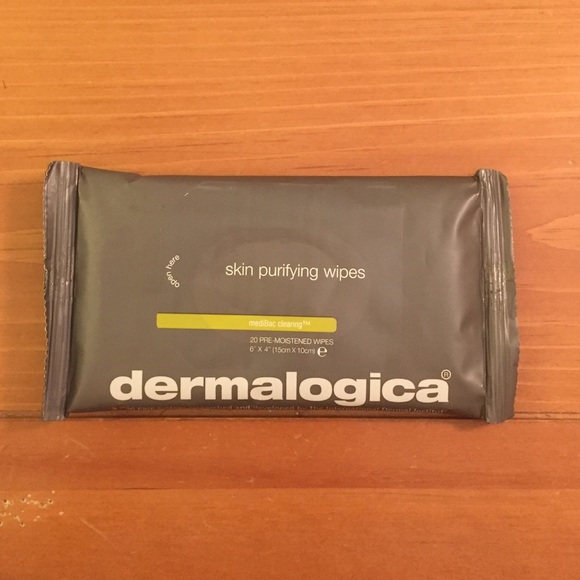 open here
skin purifying wipes
mediBac clearing™
20 PRE-MOISTENED WIPES
6" X 4" (15cm X 10cm) e
dermalogica®